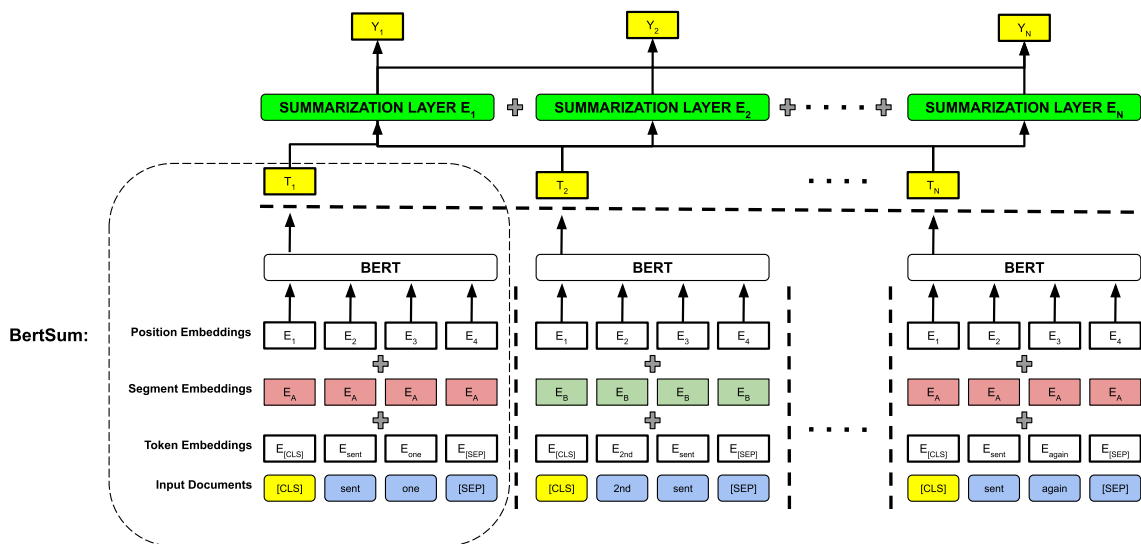 Y1 Y2 YN
SUMMARIZATION LAYER E1 SUMMARIZATION LAYER E2 SUMMARIZATION LAYER EN
T1 T2 TN
BERT BERT BERT
BertSum:
Position Embeddings E1 E2 E3 E4 E1 E2 E3 E4 E1 E2 E3 E4
Segment Embeddings EA EA EA EA EB EB EB EB EA EA EA EA
Token Embeddings E[CLS] Esent Eone E[SEP] E[CLS] E2nd Esent E[SEP] E[CLS] Esent Eagain E[SEP]
Input Documents [CLS] sent one [SEP] [CLS] 2nd sent [SEP] [CLS] sent again [SEP]